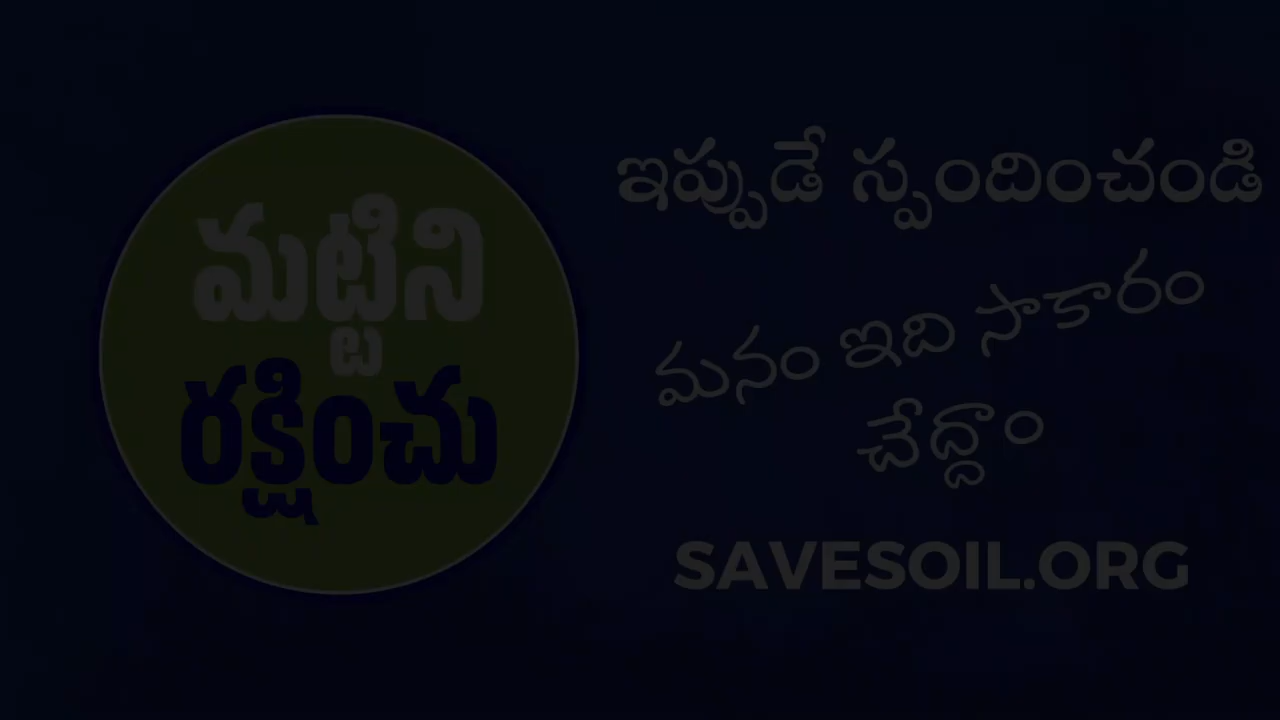 మట్టిని
రక్షించు
ఇప్పుడే స్పందించండి
మనం ఇది సాకారం
చేద్దాం
SAVESOIL.ORG